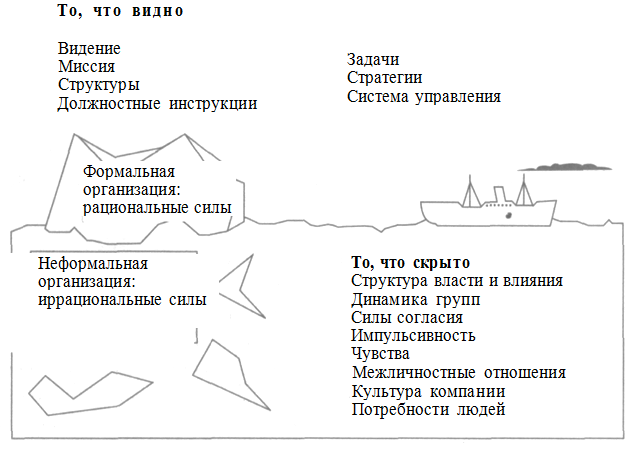 То, что видно
Видение
Миссия
Структуры
Должностные инструкции
Задачи
Стратегии
Система управления
Формальная
организация:
рациональные силы
Неформальная
организация:
иррациональные силы
То, что скрыто
Структура власти и влияния
Динамика групп
Силы согласия
Импульсивность
Чувства
Межличностные отношения
Культура компании
Потребности людей